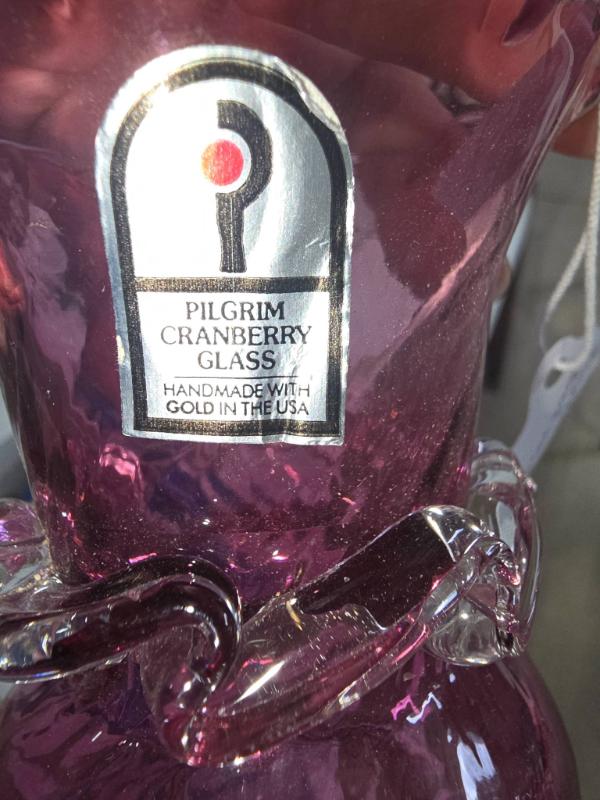 PILGRIM
CRANBERRY
GLASS
HANDMADE WITH
GOLD IN THE USA